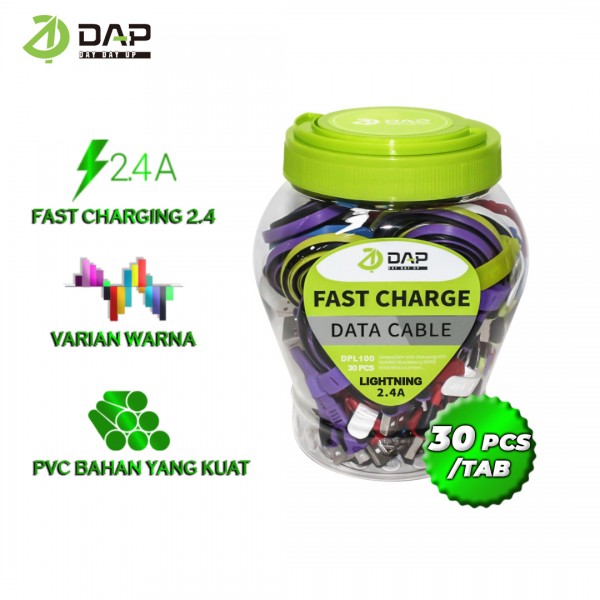 DAP
DAY DAY UP
2.4A
FAST CHARGING 2.4
VARIAN WARNA
PVC BAHAN YANG KUAT
DAP
DAP
DAY DAY UP
FAST CHARGE
DATA CABLE
DPL100
30 PCS
LIGHTNING
2.4A
30 PCS
/TAB